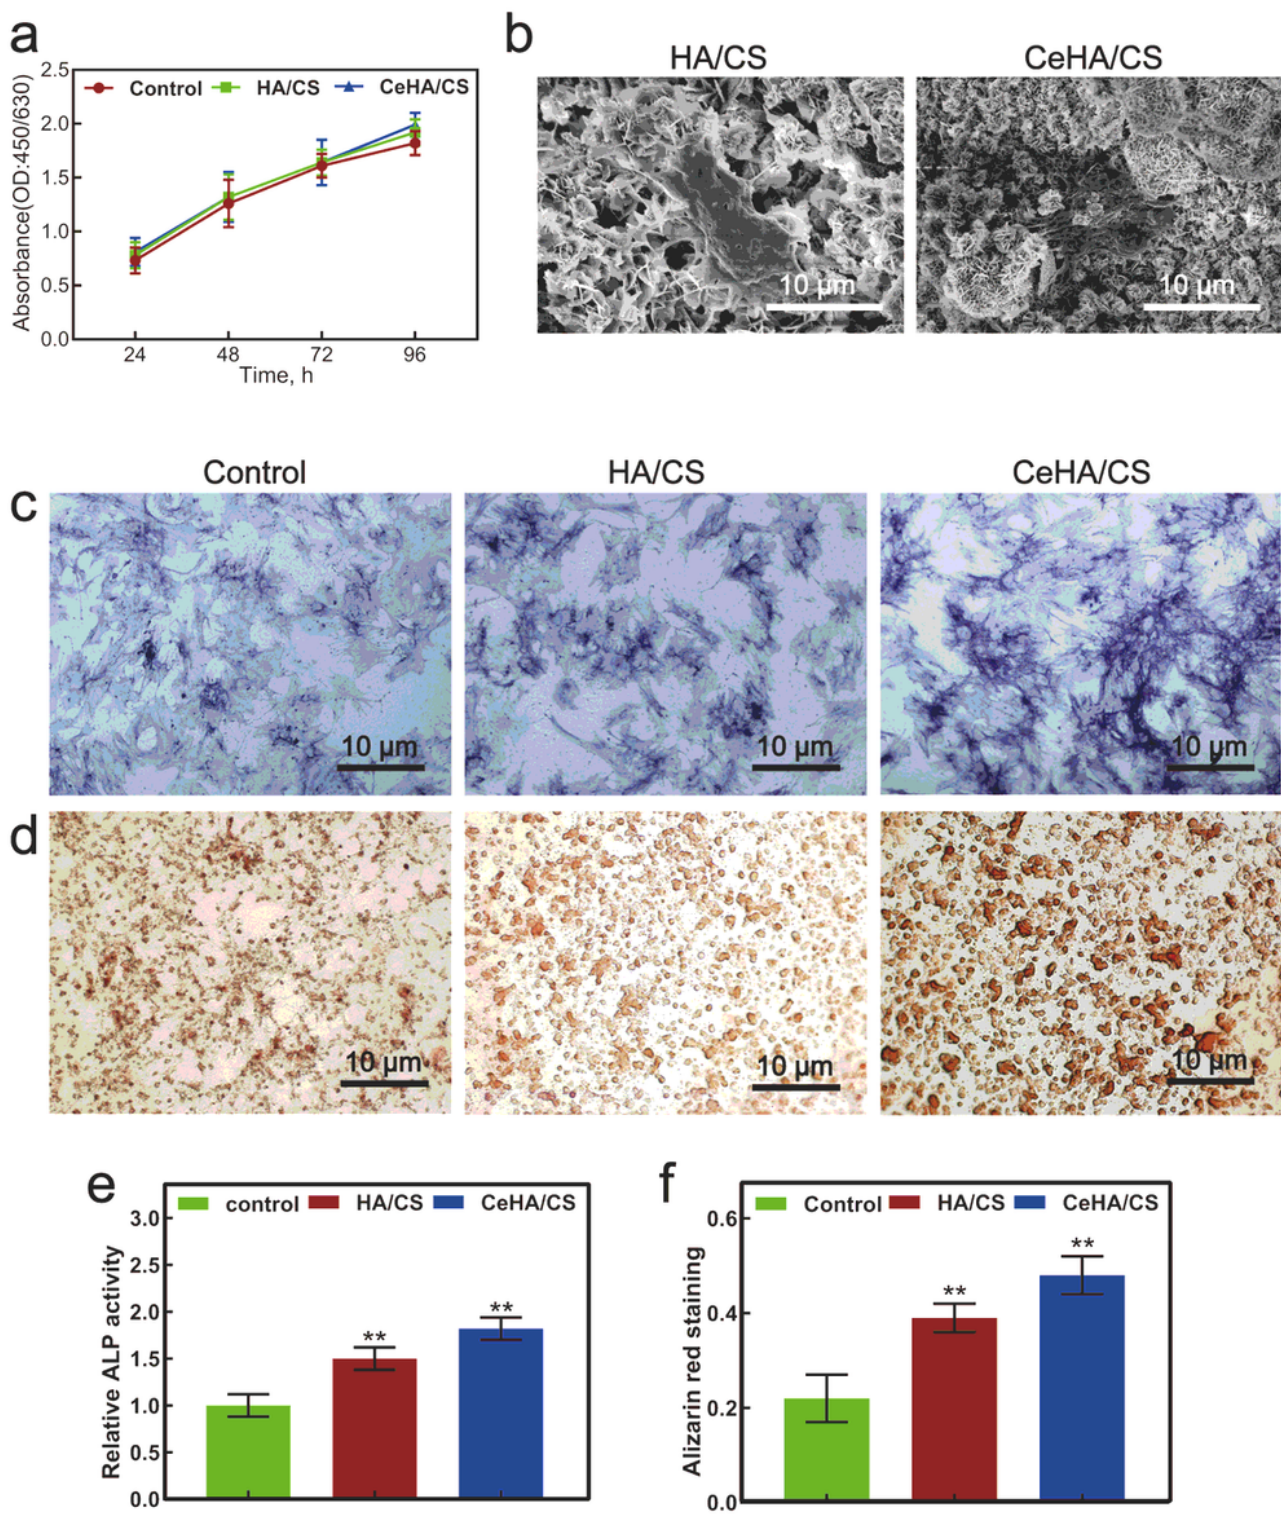 a
2.5
Control HA/CS CeHA/CS
2.0
1.5
1.0
0.5
0.0
24 48 72 96
Time, h
Absorbance(OD:450/630)
b
HA/CS CeHA/CS
10 µm 10 µm
Control HA/CS CeHA/CS
c
10 µm 10 µm 10 µm
d
10 µm 10 µm 10 µm
e
control HA/CS CeHA/CS
3.0
2.5
2.0
1.5
1.0
0.5
0.0
Relative ALP activity
** **
f
Control HA/CS CeHA/CS
0.6
0.4
0.2
0.0
Alizarin red staining
** **